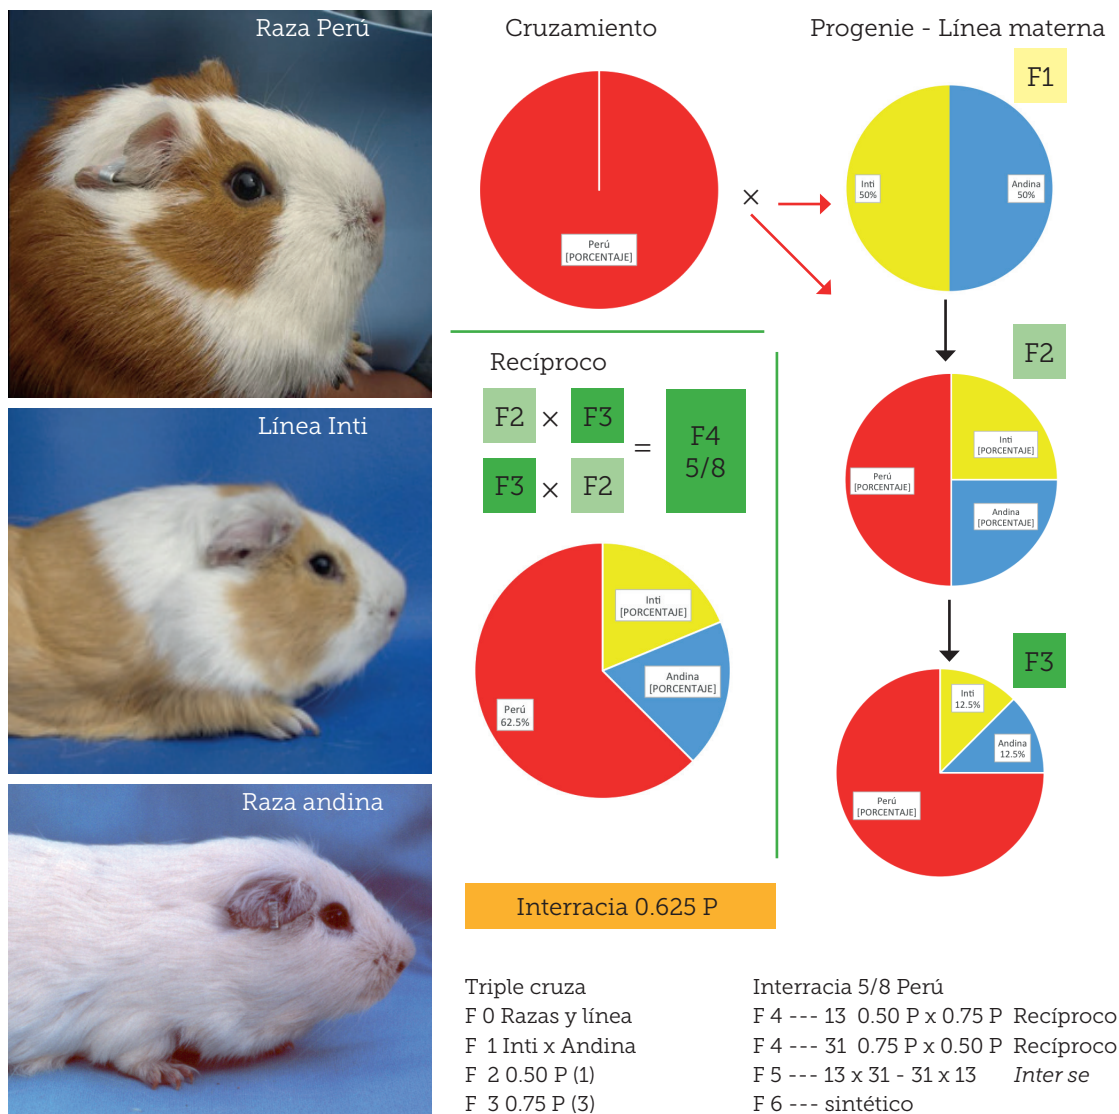 Raza Perú
Línea Inti
Raza andina
Cruzamiento
Perú
[PORCENTAJE]
×
Progenie - Línea materna
F1
Inti
50%
Andina
50%
F2
Perú
[PORCENTAJE]
Inti
[PORCENTAJE]
Andina
[PORCENTAJE]
F3
Inti
12.5%
Andina
12.5%
Perú
[PORCENTAJE]
Recíproco
F2 × F3
F3 × F2
=
F4
5/8
Inti
[PORCENTAJE]
Andina
[PORCENTAJE]
Perú
62.5%
Interracia 0.625 P
Triple cruza
F 0 Razas y línea
F 1 Inti x Andina
F 2 0.50 P (1)
F 3 0.75 P (3)
Interracia 5/8 Perú
F 4 --- 13 0.50 P x 0.75 P Recíproco
F 4 --- 31 0.75 P x 0.50 P Recíproco
F 5 --- 13 x 31 - 31 x 13 Inter se
F 6 --- sintético